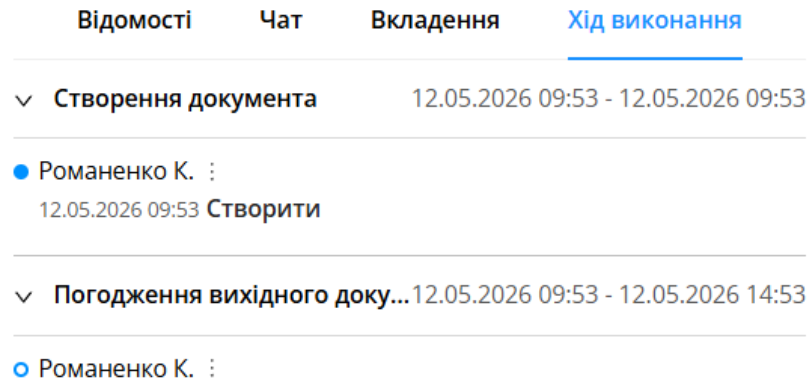 Відомості Чат Вкладення Хід виконання
Створення документа 12.05.2026 09:53 - 12.05.2026 09:53
Романенко К.
12.05.2026 09:53 Створити
Погодження вихідного доку... 12.05.2026 09:53 - 12.05.2026 14:53
Романенко К.